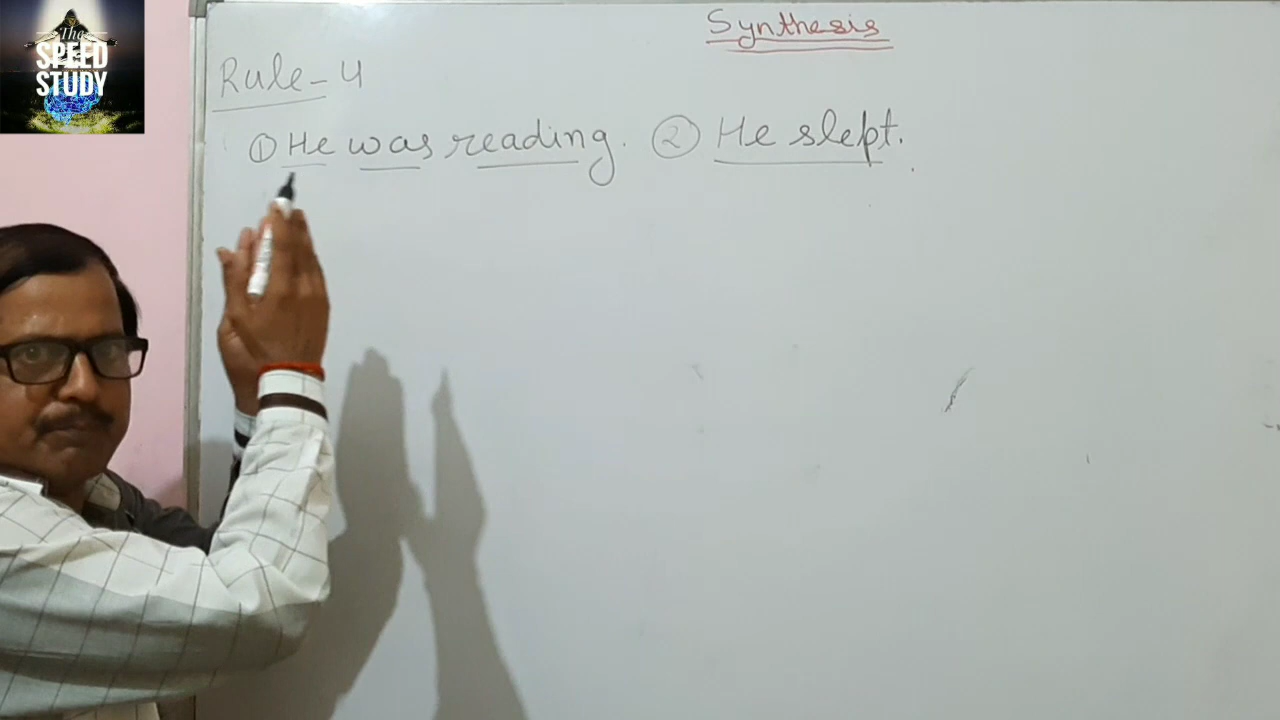 The
SPEED
STUDY
Synthesis
Rule-4
① He was reading. ② He slept.